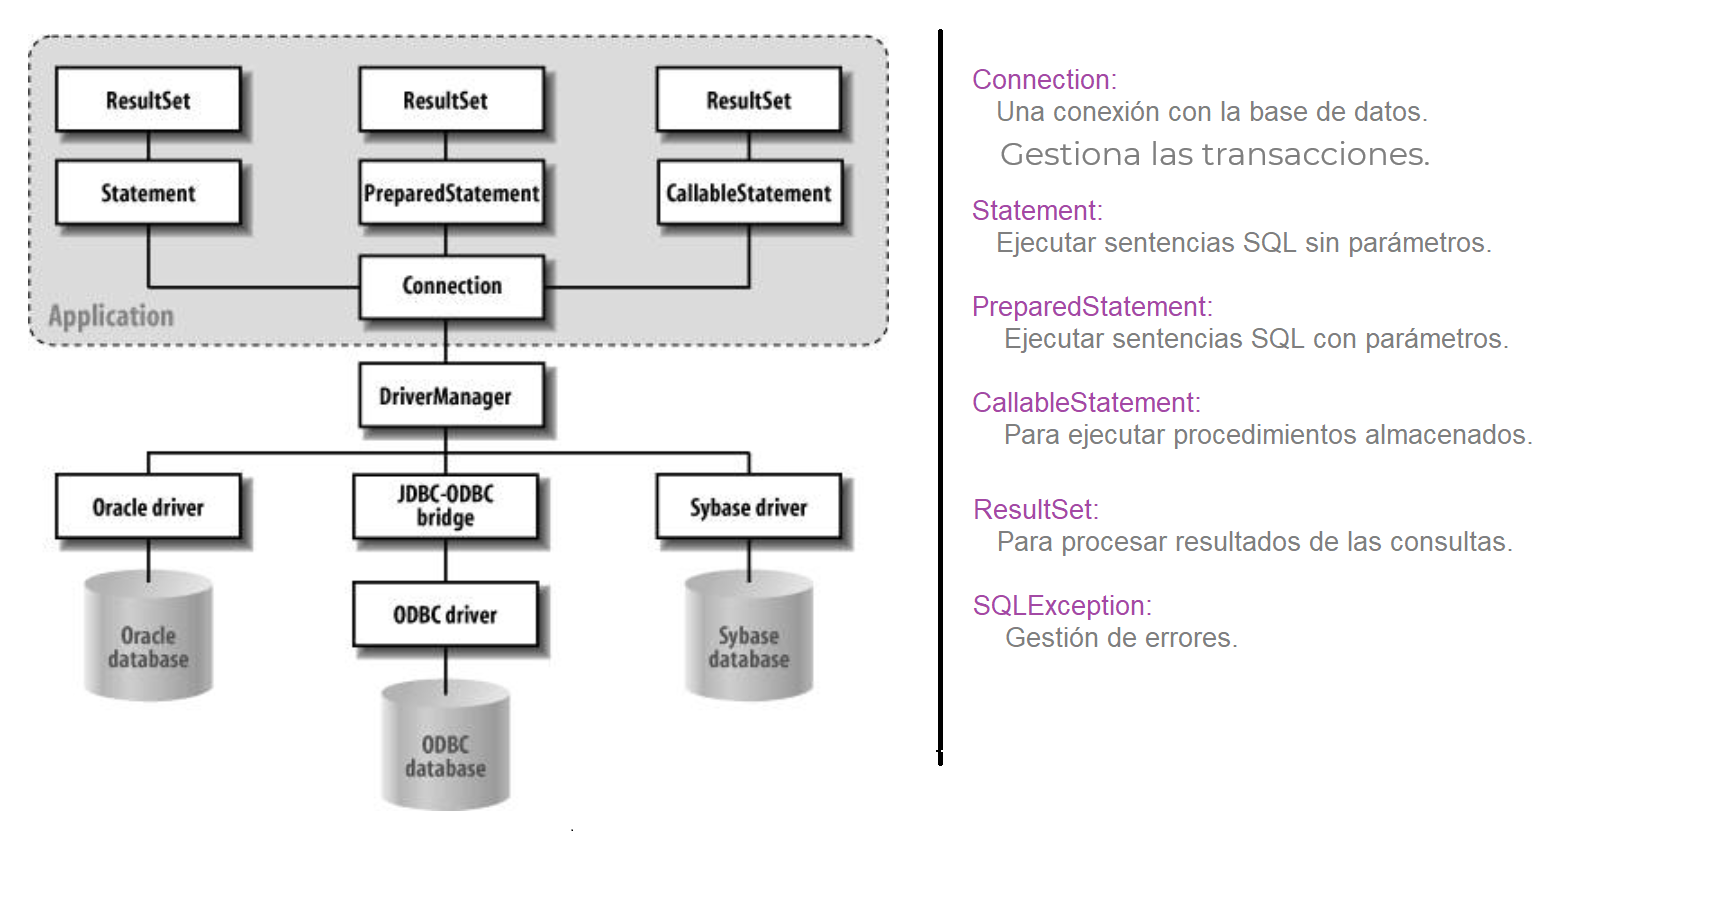 ResultSet
ResultSet
ResultSet
Statement
PreparedStatement
CallableStatement
Connection
Application
DriverManager
Oracle driver
JDBC-ODBC
bridge
Sybase driver
ODBC driver
Oracle
database
Sybase
database
ODBC
database
Connection:
Una conexión con la base de datos.
Gestiona las transacciones.
Statement:
Ejecutar sentencias SQL sin parámetros.
PreparedStatement:
Ejecutar sentencias SQL con parámetros.
CallableStatement:
Para ejecutar procedimientos almacenados.
ResultSet:
Para procesar resultados de las consultas.
SQLException:
Gestión de errores.